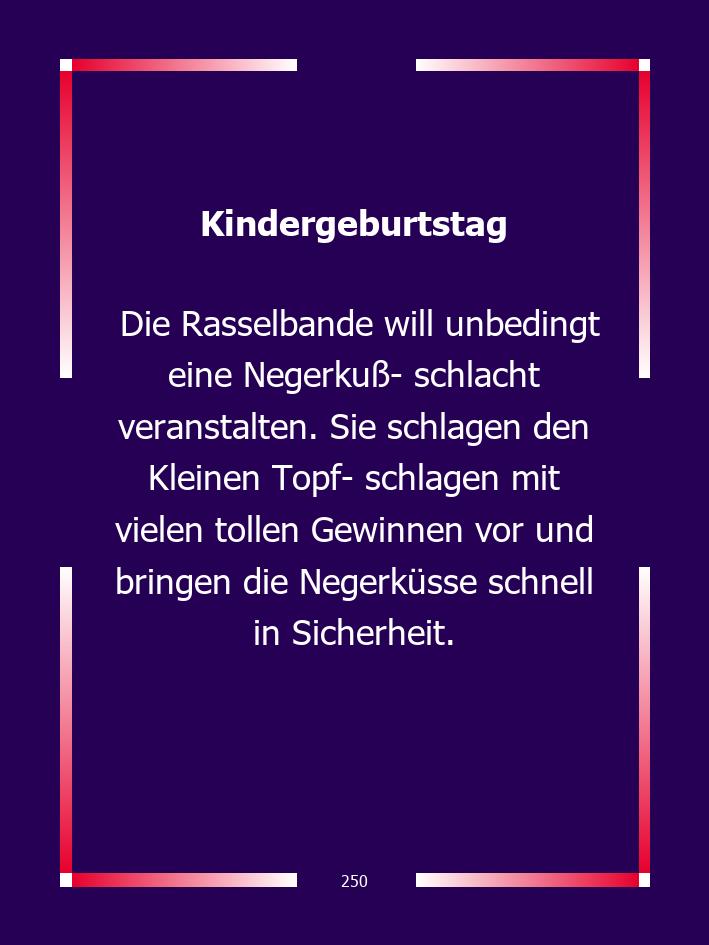 Kindergeburtstag
Die Rasselbande will unbedingt
eine Negerkuß- schlacht
veranstalten. Sie schlagen den
Kleinen Topf- schlagen mit
vielen tollen Gewinnen vor und
bringen die Negerküsse schnell
in Sicherheit.
250